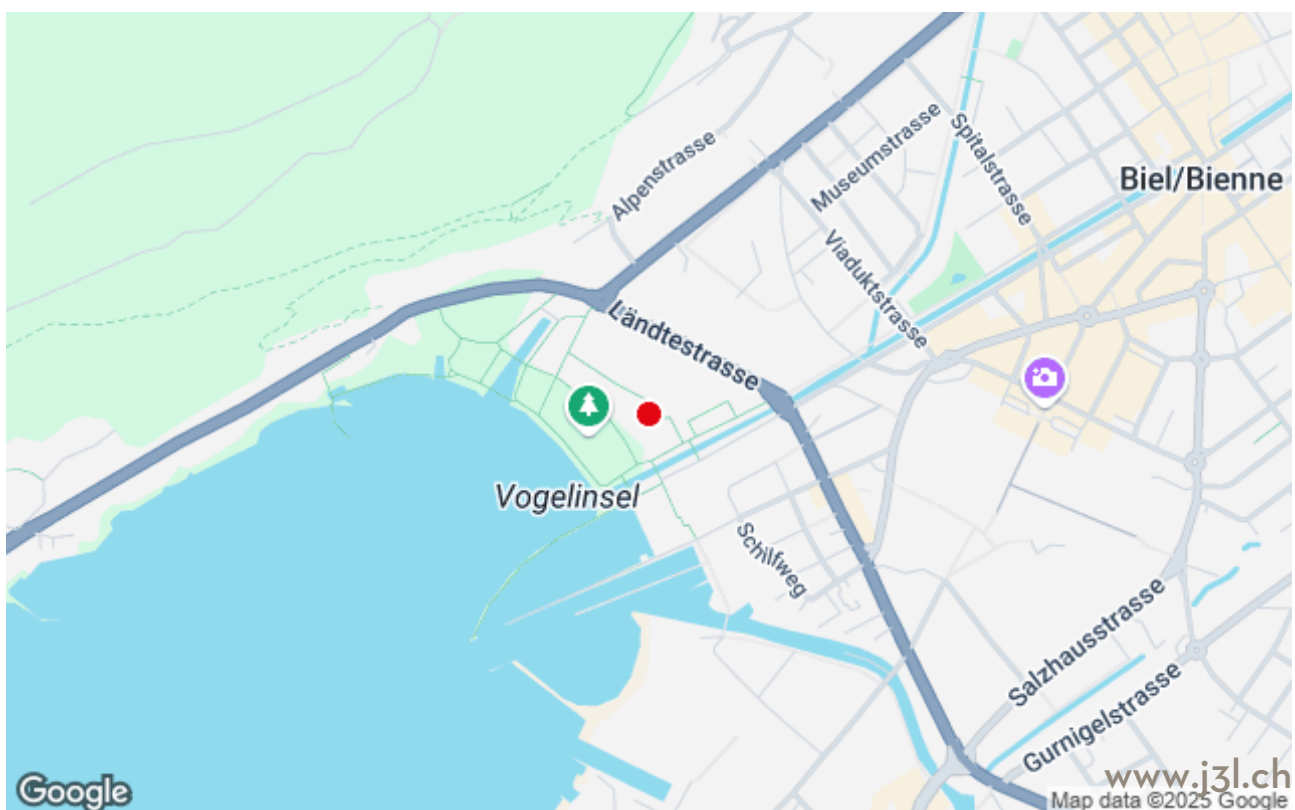 Alpenstrasse
Museumstrasse
Spitalstrasse
Biel/Bienne
Viaduktstrasse
Ländtestrasse
Vogelinsel
Schilfweg
Salzhausstrasse
Gurnigelstrasse
www.j3l.ch
Google
Map data ©2025 Google